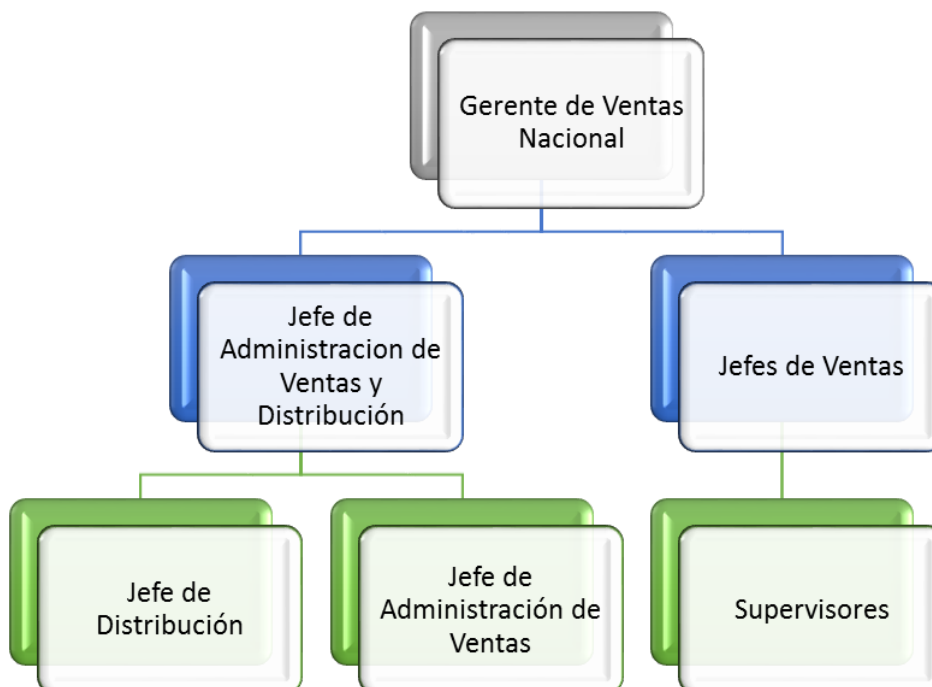 Gerente de Ventas
Nacional
Jefe de
Administracion de
Ventas y
Distribución
Jefes de Ventas
Jefe de
Distribución
Jefe de
Administración de
Ventas
Supervisores